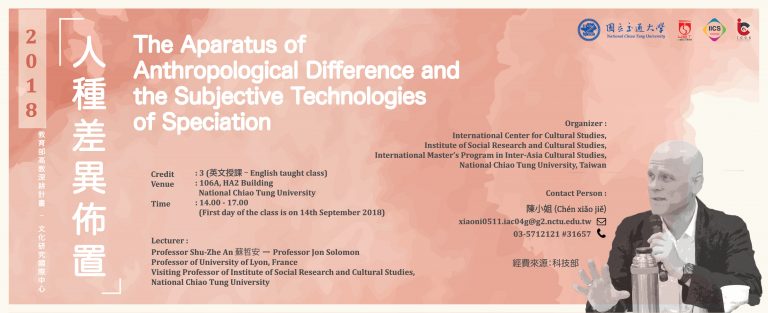 2018
「人種差異佈置」
教育部高教深耕計畫 - 文化研究國際中心
The Aparatus of
Anthropological Difference and
the Subjective Technologies
of Speciation
國立交通大學
National Chiao Tung University
IICS
Credit : 3 (英文授課 – English taught class)
Venue : 106A, HA2 Building
National Chiao Tung University
Time : 14.00 - 17.00
(First day of the class is on 14th September 2018)
Lecturer :
Professor Shu-Zhe An 蘇哲安 — Professor Jon Solomon
Professor of University of Lyon, France
Visiting Professor of Institute of Social Research and Cultural Studies,
National Chiao Tung University
Organizer :
International Center for Cultural Studies,
Institute of Social Research and Cultural Studies,
International Master's Program in Inter-Asia Cultural Studies,
National Chiao Tung University, Taiwan
Contact Person :
陳小姐 (Chén xiǎo jiě)
xiaoni0511.iac04g@g2.nctu.edu.tw
03-5712121 #31657
經費來源：科技部